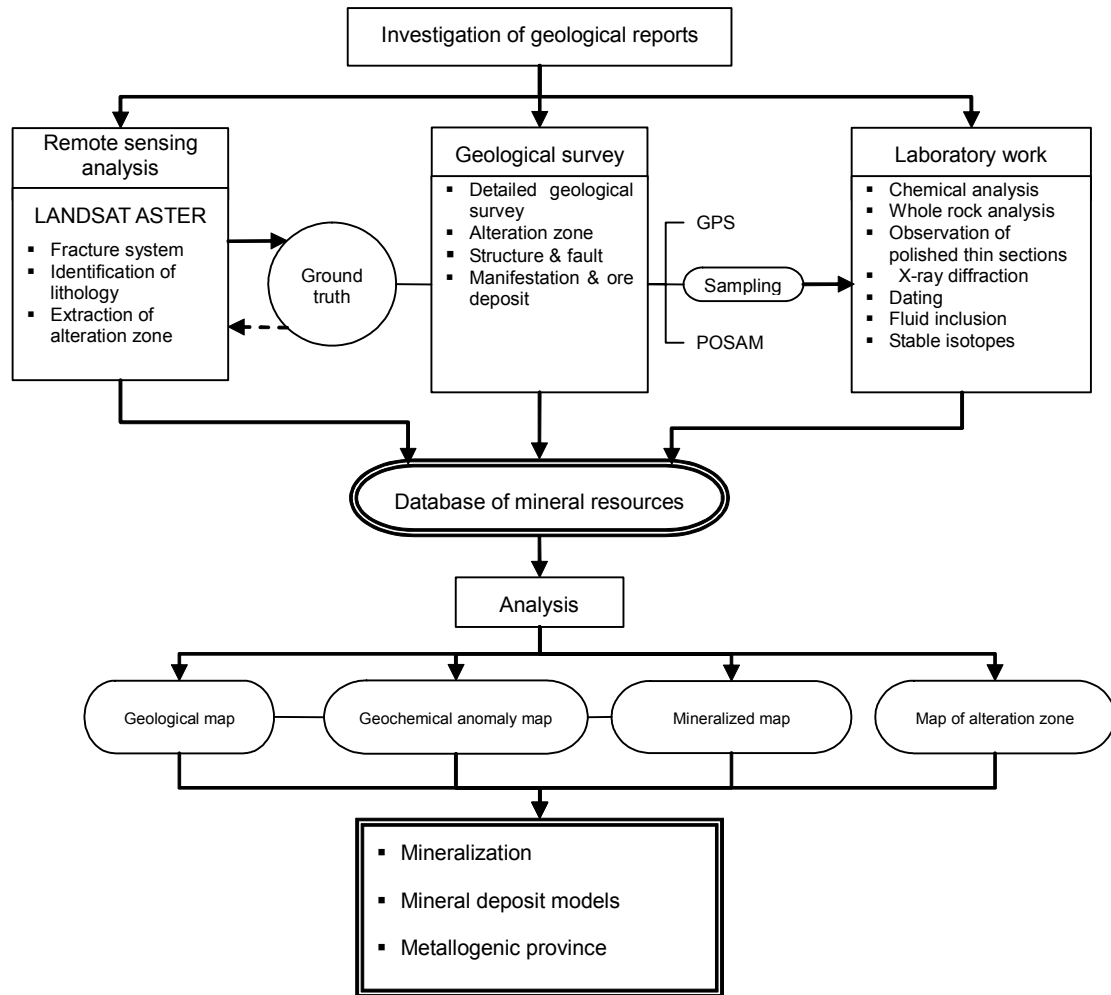 Investigation of geological reports
Remote sensing
analysis
LANDSAT ASTER
▪ Fracture system
▪ Identification of
lithology
▪ Extraction of
alteration zone
Ground
truth
Geological survey
▪ Detailed geological
survey
▪ Alteration zone
▪ Structure & fault
▪ Manifestation & ore
deposit
GPS
Sampling
POSAM
Laboratory work
▪ Chemical analysis
▪ Whole rock analysis
▪ Observation of
polished thin sections
▪ X-ray diffraction
▪ Dating
▪ Fluid inclusion
▪ Stable isotopes
Database of mineral resources
Analysis
Geological map
Geochemical anomaly map
Mineralized map
Map of alteration zone
▪ Mineralization
▪ Mineral deposit models
▪ Metallogenic province